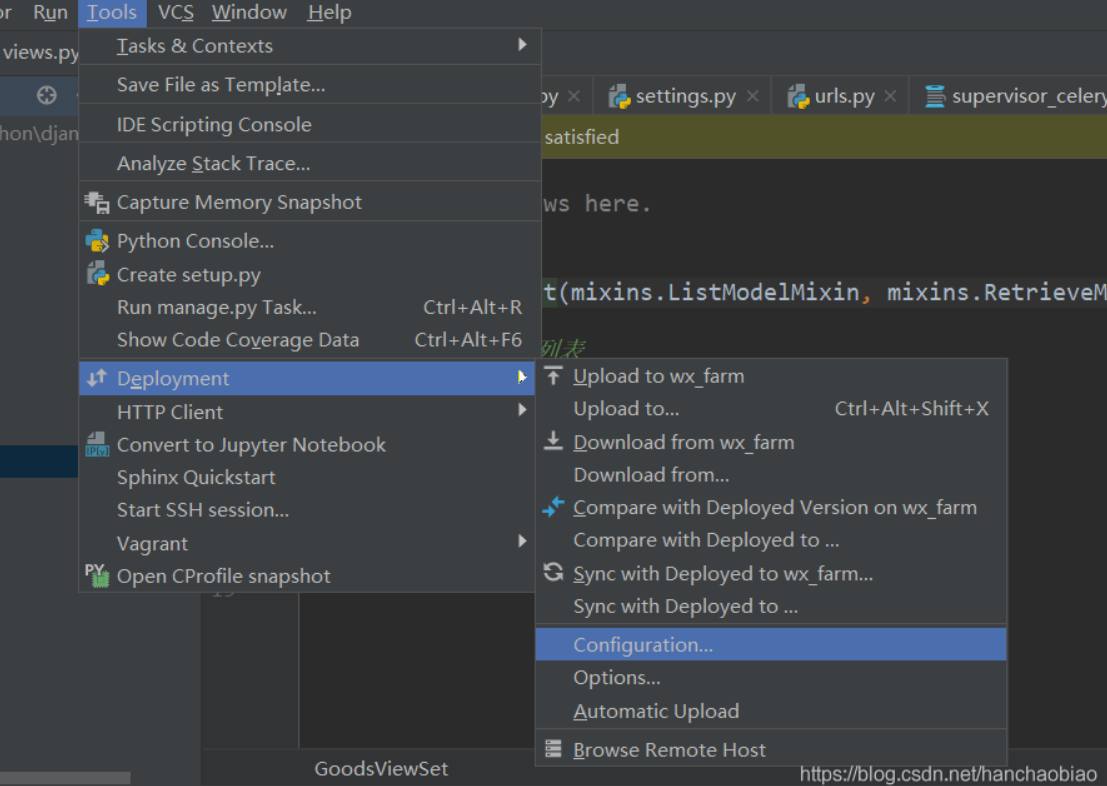 or Run Tools VCS Window Help
views.py
Tasks & Contexts
Save File as Template...
IDE Scripting Console
Analyze Stack Trace...
Capture Memory Snapshot
Python Console...
Create setup.py
Run manage.py Task... Ctrl+Alt+R
Show Code Coverage Data Ctrl+Alt+F6
Deployment
HTTP Client
Convert to Jupyter Notebook
Sphinx Quickstart
Start SSH session...
Vagrant
Open CProfile snapshot
hon\djan
py settings.py urls.py supervisor_celery
satisfied
ws here.
t(mixins.ListModelMixin, mixins.RetrieveM
列表
Upload to wx_farm
Upload to... Ctrl+Alt+Shift+X
Download from wx_farm
Download from...
Compare with Deployed Version on wx_farm
Compare with Deployed to ...
Sync with Deployed to wx_farm...
Sync with Deployed to ...
Configuration...
Options...
Automatic Upload
Browse Remote Host
GoodsViewSet
https://blog.csdn.net/hanchaobiao